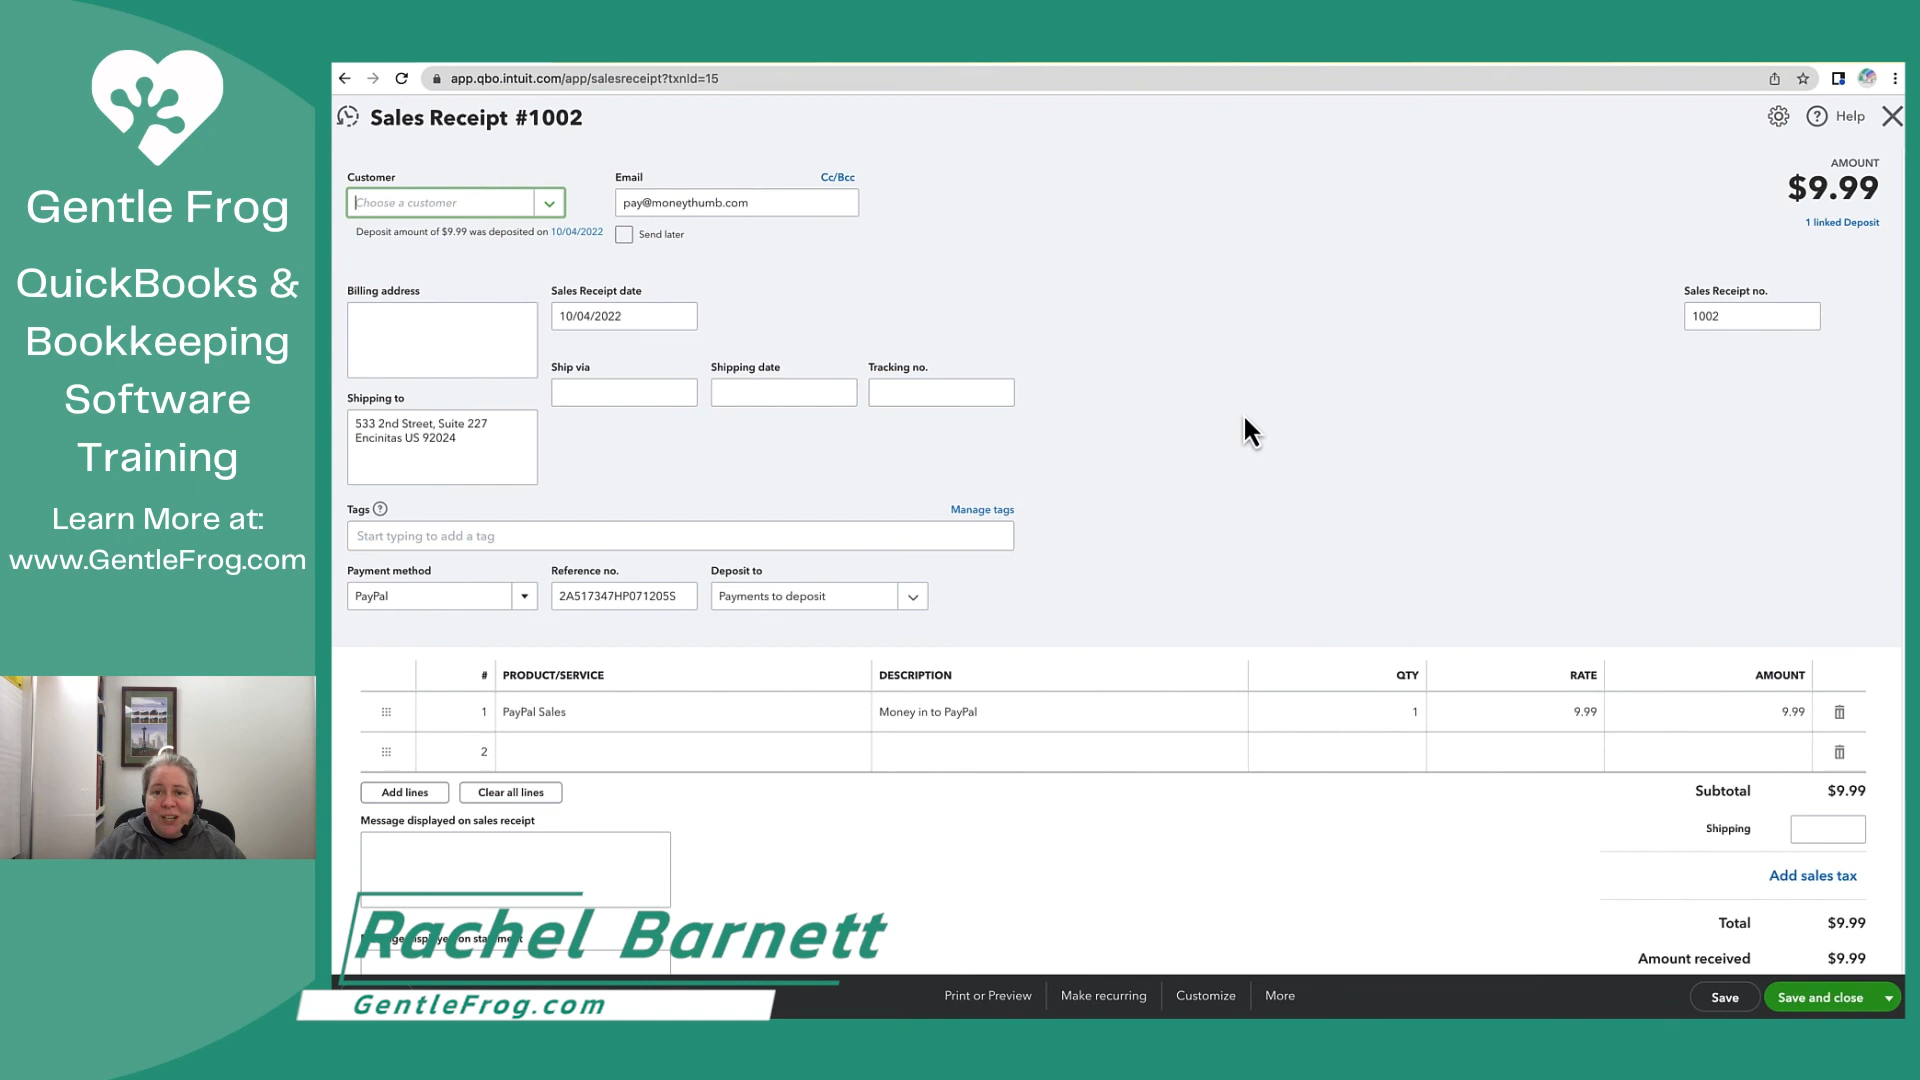 Gentle Frog
QuickBooks &
Bookkeeping
Software
Training
Learn More at:
www.GentleFrog.com
app.qbo.intuit.com/app/salesreceipt?txnId=15
Sales Receipt #1002
Help
Customer
Choose a customer
Deposit amount of $9.99 was deposited on 10/04/2022
Email
Cc/Bcc
pay@moneythumb.com
Send later
AMOUNT
$9.99
1 linked Deposit
Billing address
Sales Receipt date
10/04/2022
Sales Receipt no.
1002
Ship via
Shipping date
Tracking no.
Shipping to
533 2nd Street, Suite 227
Encinitas US 92024
Tags ?
Manage tags
Start typing to add a tag
Payment method
Reference no.
Deposit to
PayPal
2A517347HP071205S
Payments to deposit
# PRODUCT/SERVICE DESCRIPTION QTY RATE AMOUNT
1 PayPal Sales Money in to PayPal 1 9.99 9.99
2
Add lines
Clear all lines
Subtotal $9.99
Message displayed on sales receipt
Shipping
Add sales tax
Total $9.99
Amount received $9.99
Rachel Barnett
GentleFrog.com
Print or Preview
Make recurring
Customize
More
Save
Save and close